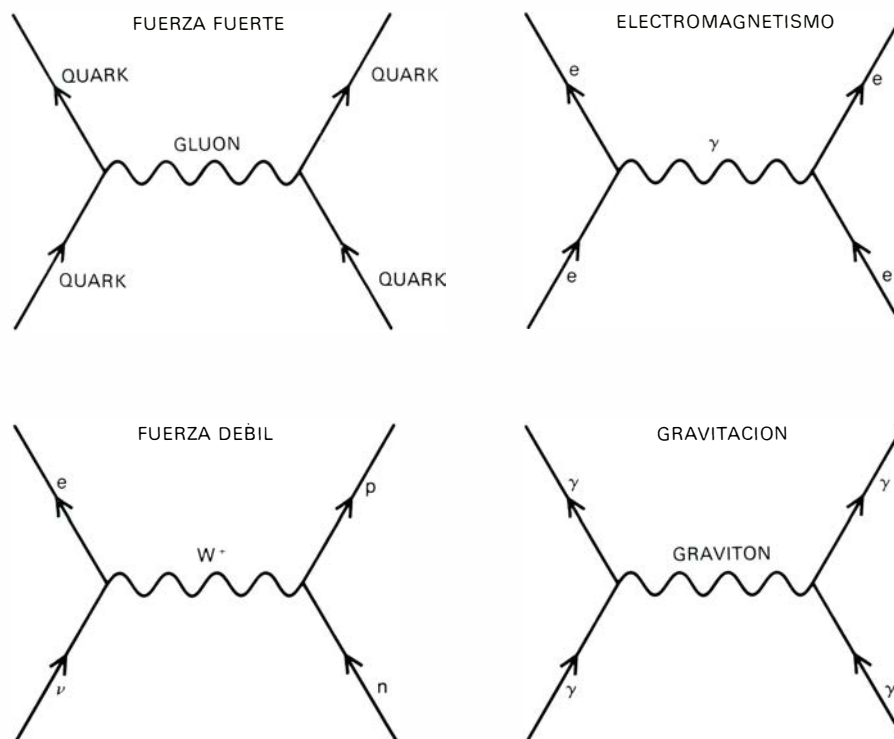 FUERZA FUERTE
QUARK
QUARK
GLUON
QUARK
QUARK
ELECTROMAGNETISMO
e
e
γ
e
e
FUERZA DEBIL
e
p
W⁺
ν
n
GRAVITACION
γ
γ
GRAVITON
γ
γ